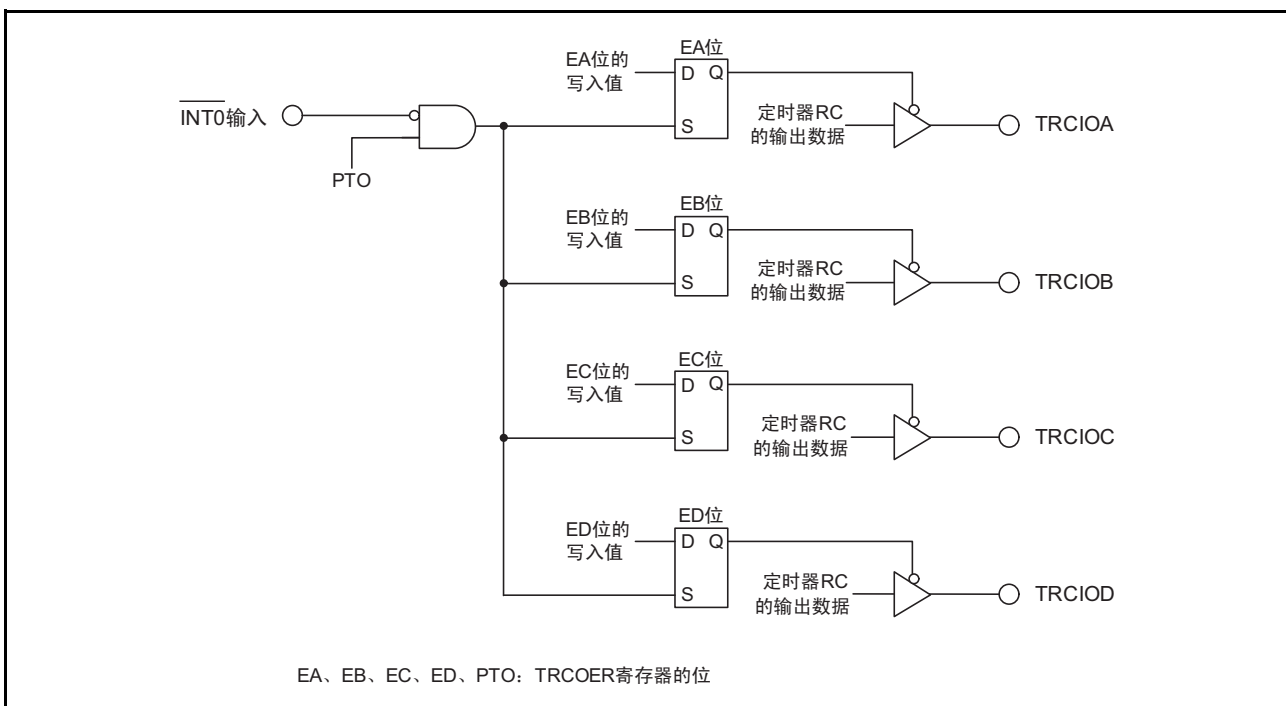 INT0输入
PTO
EA位的
写入值
EA位
D Q
S
定时器RC
的输出数据
TRCIOA
EB位的
写入值
EB位
D Q
S
定时器RC
的输出数据
TRCIOB
EC位的
写入值
EC位
D Q
S
定时器RC
的输出数据
TRCIOC
ED位的
写入值
ED位
D Q
S
定时器RC
的输出数据
TRCIOD
EA、EB、EC、ED、PTO：TRCOER寄存器的位